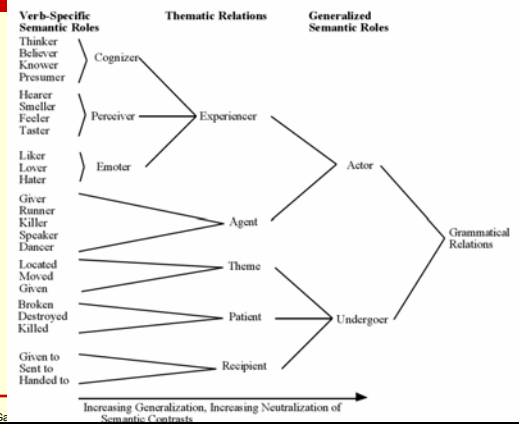 Verb-Specific
Semantic Roles
Thematic Relations
Generalized
Semantic Roles
Thinker
Believer
Knower
Presumer
Cognizer
Hearer
Smeller
Feeler
Taster
Perceiver
Experiencer
Liker
Lover
Hater
Emoter
Actor
Giver
Runner
Killer
Speaker
Dancer
Agent
Grammatical
Relations
Located
Moved
Given
Theme
Broken
Destroyed
Killed
Patient
Undergoer
Given to
Sent to
Handed to
Recipient
Increasing Generalization, Increasing Neutralization of
Semantic Contrasts